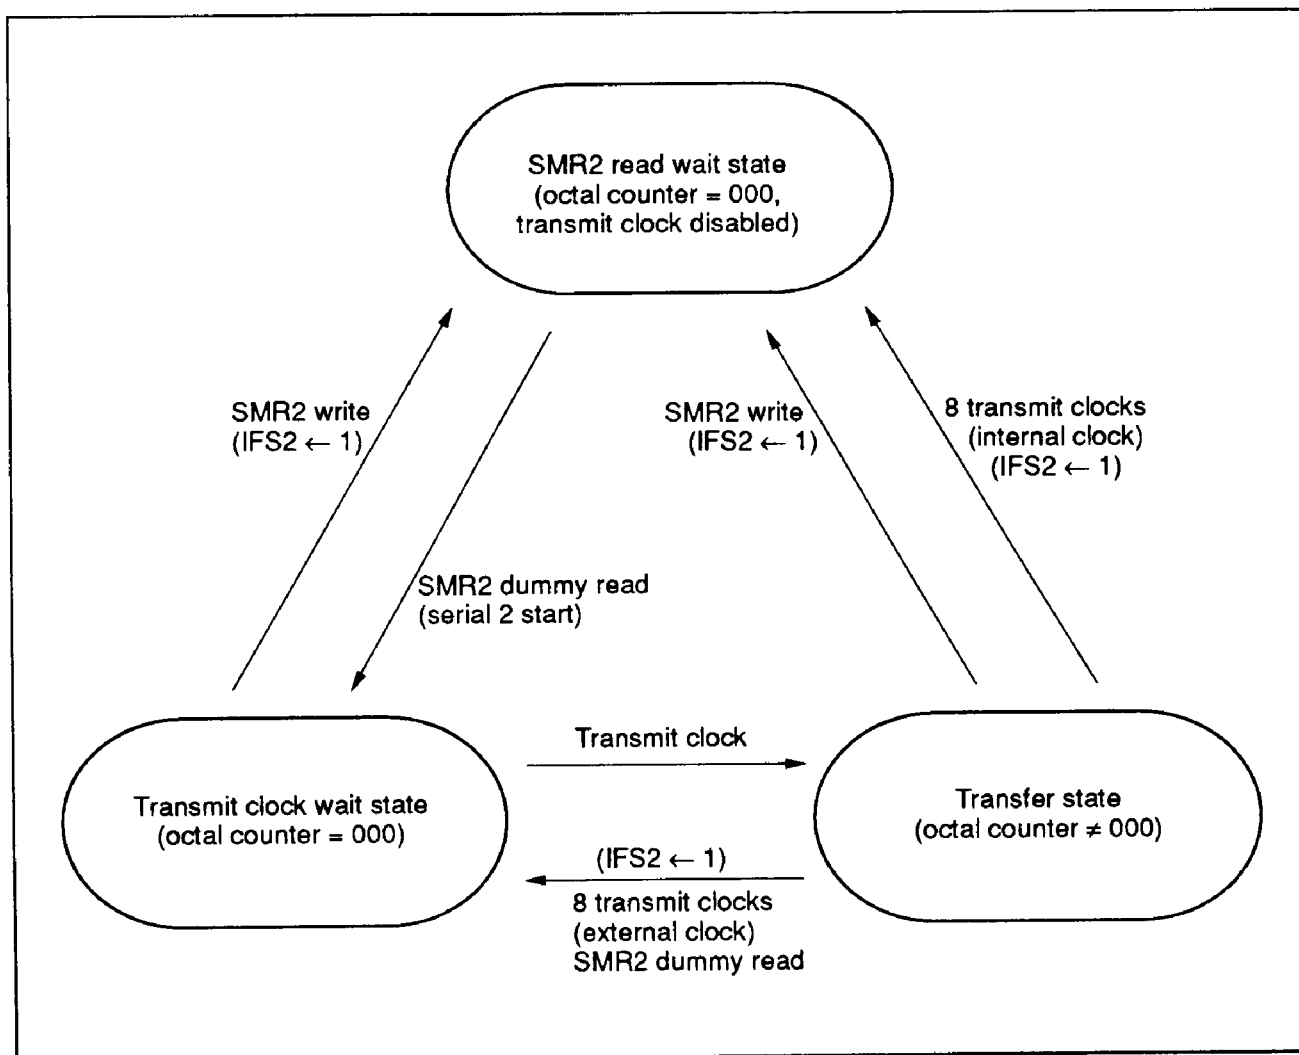 SMR2 read wait state
(octal counter = 000,
transmit clock disabled)
SMR2 write
(IFS2 ← 1)
SMR2 write
(IFS2 ← 1)
8 transmit clocks
(internal clock)
(IFS2 ← 1)
SMR2 dummy read
(serial 2 start)
Transmit clock wait state
(octal counter = 000)
Transmit clock
Transfer state
(octal counter ≠ 000)
(IFS2 ← 1)
8 transmit clocks
(external clock)
SMR2 dummy read